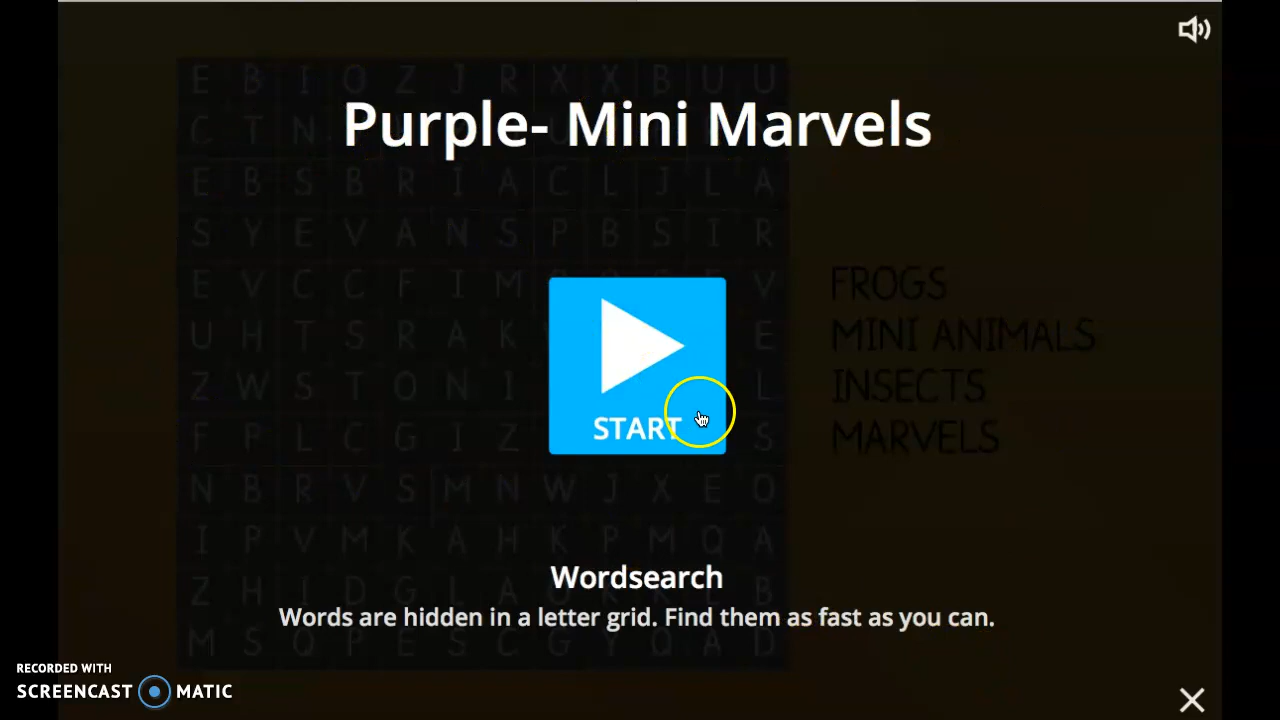 E B I O Z J R X X B U U
Purple- Mini Marvels
C T N
E B S B R I A C L J L A
S Y E V A N S P B S I R
E V C C F I M V
FROGS
U H T S R A K E
MINI ANIMALS
Z W S T O N I L
INSECTS
START
F P L C G I Z S
MARVELS
N B R V S M N W J X E O
I P V M K A H K P M Q A
Wordsearch
Z H I D G L A B
Words are hidden in a letter grid. Find them as fast as you can.
M S Q P E S C G Y Q A D
RECORDED WITH
SCREENCAST MATIC